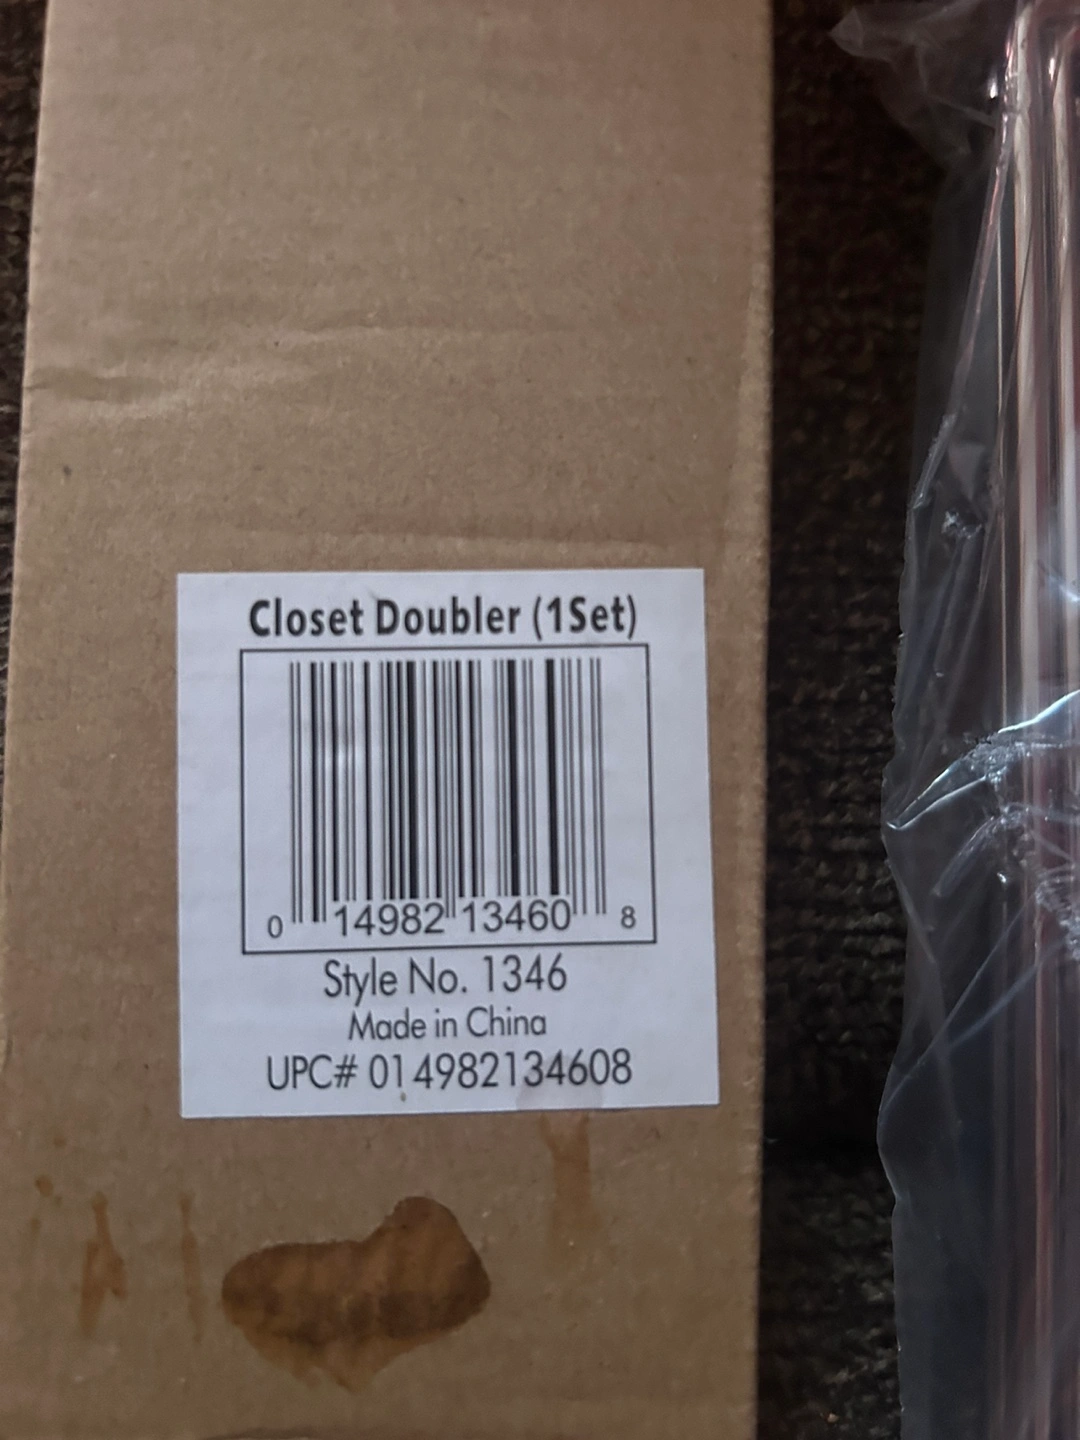 Closet Doubler (1Set)
0 14982 13460 8
Style No. 1346
Made in China
UPC# 014982134608